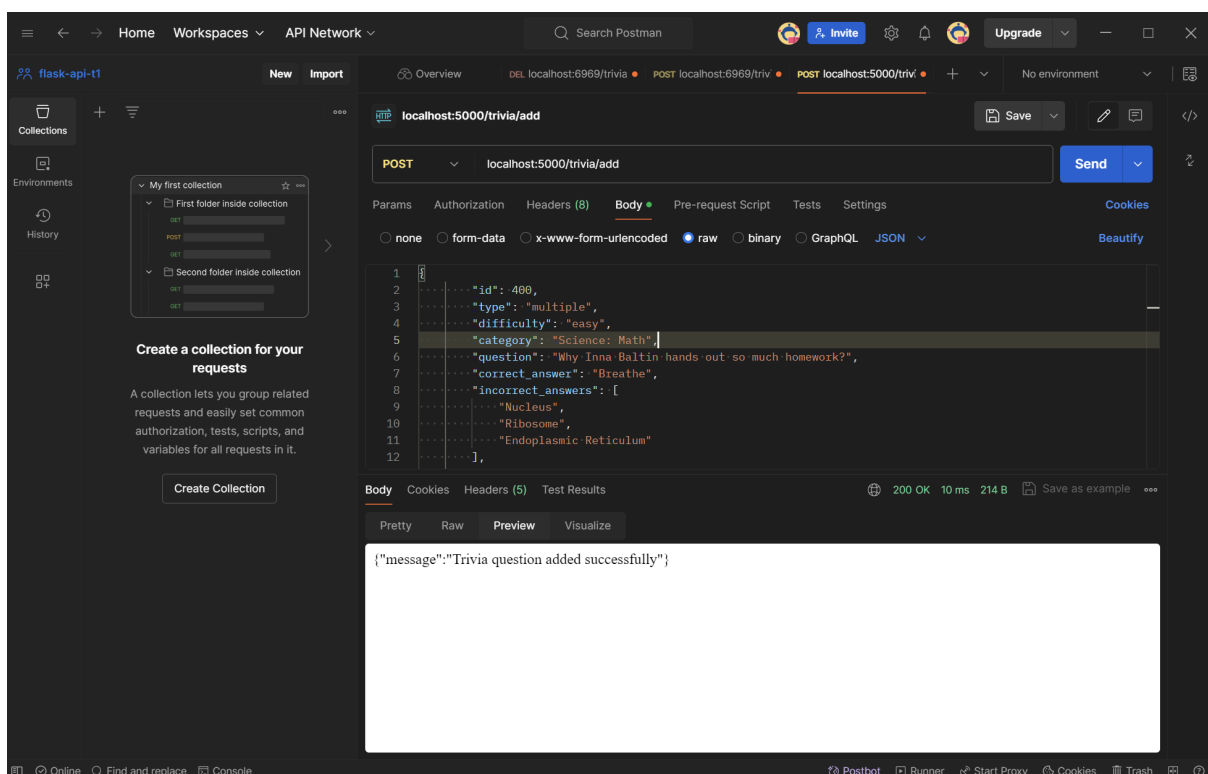 Home Workspaces API Network Search Postman Invite Upgrade
flask-api-t1 New Import Overview DEL localhost:6969/trivia POST localhost:6969/triv POST localhost:5000/trivi No environment
Collections
Environments
History
My first collection
First folder inside collection
GET
POST
GET
Second folder inside collection
GET
GET
Create a collection for your
requests
A collection lets you group related
requests and easily set common
authorization, tests, scripts, and
variables for all requests in it.
Create Collection
HTTP localhost:5000/trivia/add Save
POST localhost:5000/trivia/add Send
Params Authorization Headers (8) Body Pre-request Script Tests Settings Cookies
none form-data x-www-form-urlencoded raw binary GraphQL JSON Beautify
1 {
2 "id": 400,
3 "type": "multiple",
4 "difficulty": "easy",
5 "category": "Science: Math",
6 "question": "Why Inna Baltin hands out so much homework?",
7 "correct_answer": "Breathe",
8 "incorrect_answers": [
9 "Nucleus",
10 "Ribosome",
11 "Endoplasmic Reticulum"
12 ],
Body Cookies Headers (5) Test Results 200 OK 10 ms 214 B Save as example
Pretty Raw Preview Visualize
{"message":"Trivia question added successfully"}
Online Find and replace Console Postbot Runner Start Proxy Cookies Trash